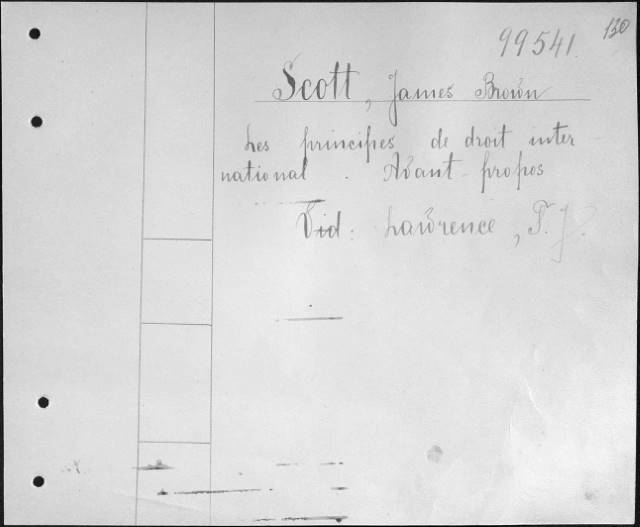 130
99541.
Scott, James Brown
Les principes de droit inter
national. Avant-propos
Vid: Lawrence, T. J.